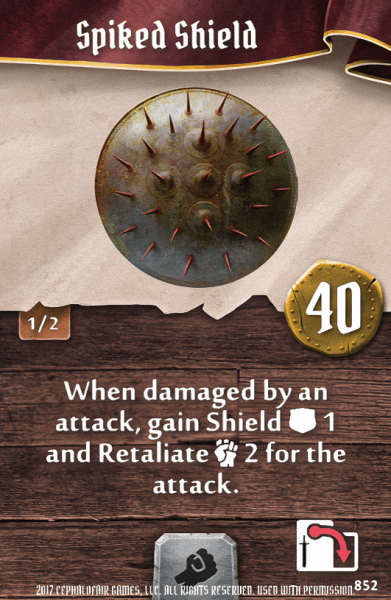 Spiked Shield
40
1/2
When damaged by an
attack, gain Shield 1
and Retaliate 2 for the
attack.
2017 CEPHALOFAIR GAMES, LLC. ALL RIGHTS RESERVED. USED WITH PERMISSION. 852